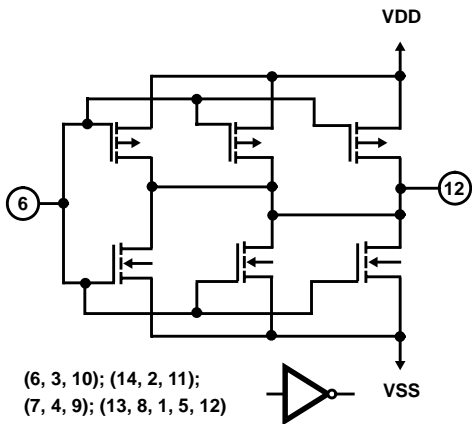 VDD
6
12
(6, 3, 10); (14, 2, 11);
(7, 4, 9); (13, 8, 1, 5, 12)
VSS